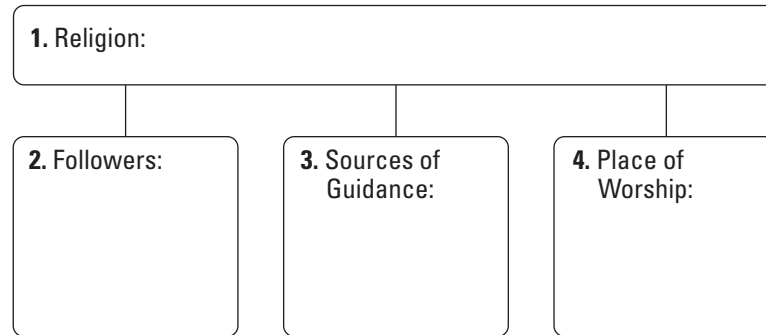 1. Religion:
2. Followers:
3. Sources of
Guidance:
4. Place of
Worship: